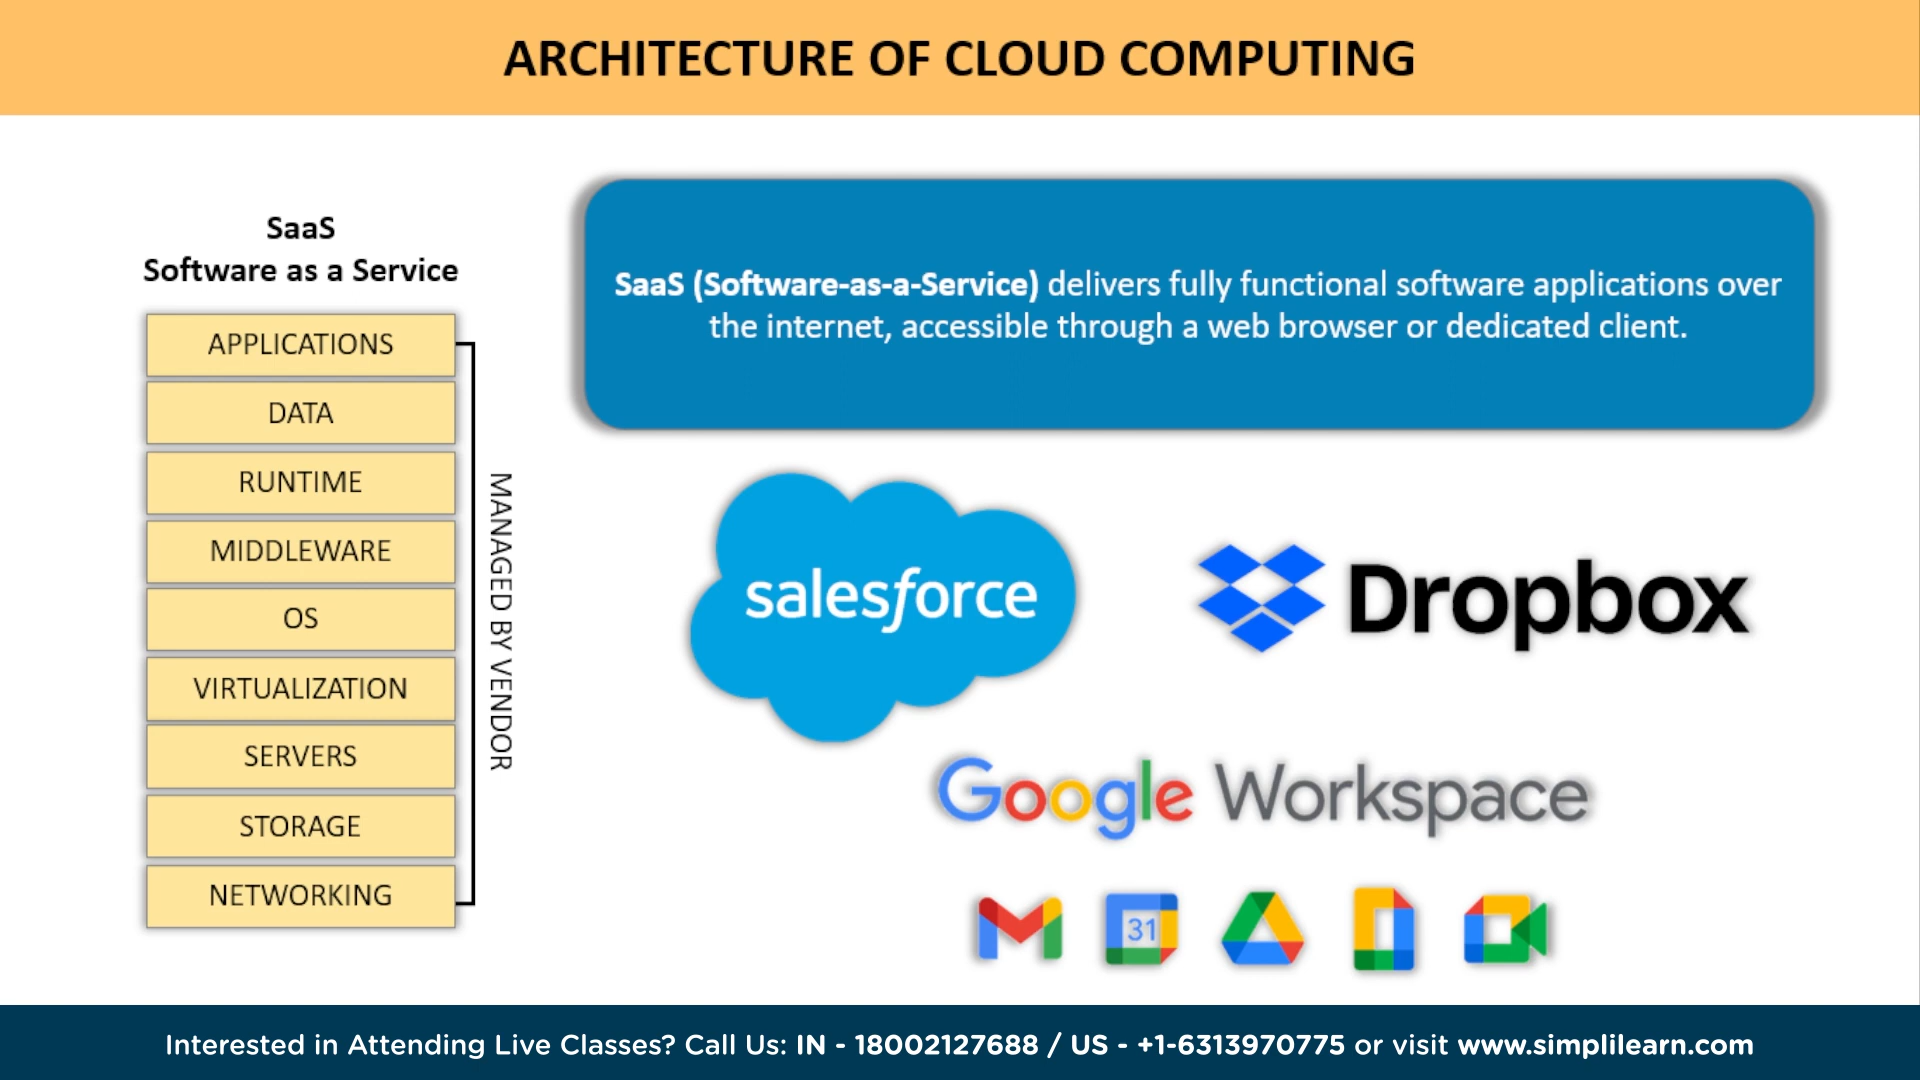 ARCHITECTURE OF CLOUD COMPUTING
SaaS
Software as a Service
APPLICATIONS
DATA
RUNTIME
MIDDLEWARE
OS
VIRTUALIZATION
SERVERS
STORAGE
NETWORKING
MANAGED BY VENDOR
SaaS (Software-as-a-Service) delivers fully functional software applications over
the internet, accessible through a web browser or dedicated client.
salesforce
Dropbox
Google Workspace
31
Interested in Attending Live Classes? Call Us: IN - 18002127688 / US - +1-6313970775 or visit www.simplilearn.com